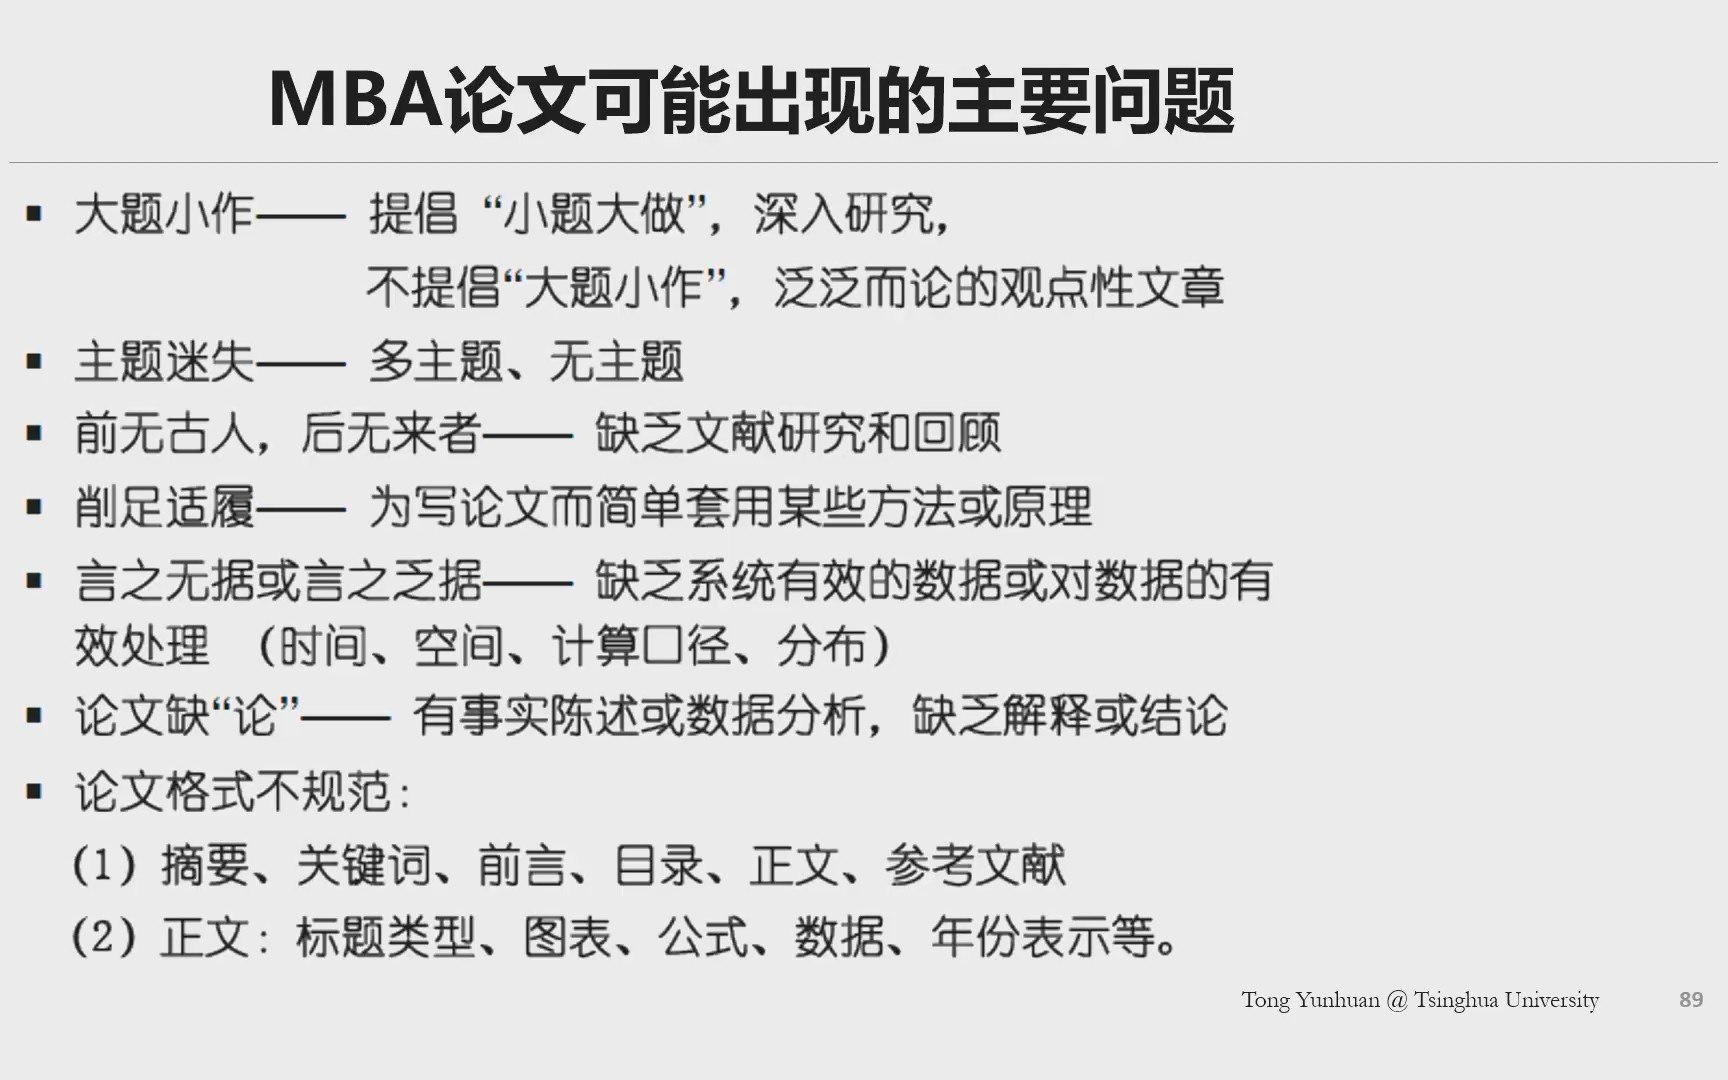 MBA论文可能出现的主要问题
▪ 大题小作—— 提倡 “小题大做”，深入研究，
不提倡“大题小作”，泛泛而论的观点性文章
▪ 主题迷失—— 多主题、无主题
▪ 前无古人，后无来者—— 缺乏文献研究和回顾
▪ 削足适履—— 为写论文而简单套用某些方法或原理
▪ 言之无据或言之乏据—— 缺乏系统有效的数据或对数据的有
效处理 （时间、空间、计算口径、分布）
▪ 论文缺“论”—— 有事实陈述或数据分析，缺乏解释或结论
▪ 论文格式不规范：
（1）摘要、关键词、前言、目录、正文、参考文献
（2）正文：标题类型、图表、公式、数据、年份表示等。
Tong Yunhuan @ Tsinghua University 89